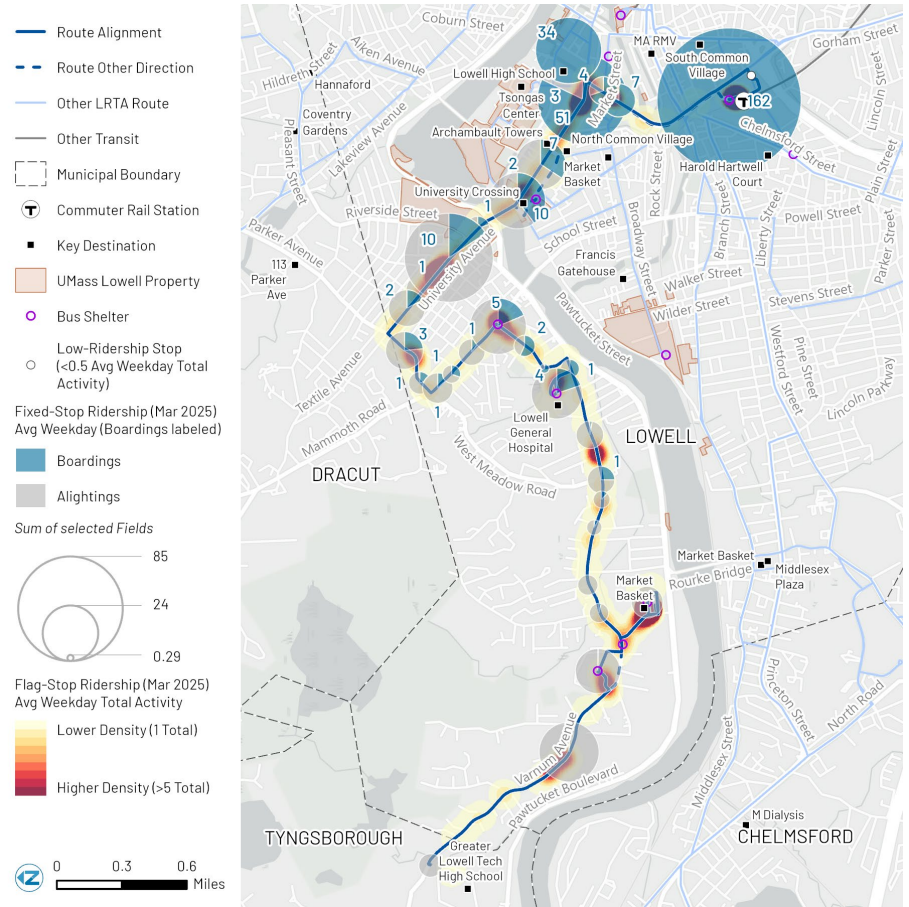 Route Alignment
Route Other Direction
Other LRTA Route
Other Transit
Municipal Boundary
Commuter Rail Station
Key Destination
UMass Lowell Property
Bus Shelter
Low-Ridership Stop
(<0.5 Avg Weekday Total
Activity)
Fixed-Stop Ridership (Mar 2025)
Avg Weekday (Boardings labeled)
Boardings
Alightings
Sum of selected Fields
85
24
0.29
Flag-Stop Ridership (Mar 2025)
Avg Weekday Total Activity
Lower Density (1 Total)
Higher Density (>5 Total)
Z
0
0.3
0.6
Miles
Coburn Street
Gorham Street
34
7
MA RMV
South Common
Village
Aiken Avenue
Hildreth Street
Hannaford
Lowell High School
4
Market Street
Tsongas
Center
3
51
T
162
Lincoln Street
Coventry
Gardens
Pleasant Street
Lakeview Avenue
Archambault Towers
7
North Common Village
Chelmsford Street
Market
Basket
Harold Hartwell
Court
2
Plain Street
University Crossing
Rock Street
Riverside Street
1
10
School Street
Broadway Street
Branch Street
Liberty Street
Powell Street
Parker Street
Parker Avenue
10
University Avenue
1
113
Parker
Ave
Francis
Gatehouse
Walker Street
Wilder Street
Stevens Street
2
5
Pawtucket Street
3
1
2
Westford Street
Pine Street
Textile Avenue
1
1
4
1
Lincoln Parkway
1
Mammoth Road
Lowell
General
Hospital
LOWELL
West Meadow Road
1
DRACUT
Market Basket
Rourke Bridge
Middlesex
Plaza
Market
Basket
Princeton Street
North Road
Middlesex Street
Varnum Avenue
Pawtucket Boulevard
M Dialysis
TYNGSBOROUGH
CHELMSFORD
Greater
Lowell Tech
High School